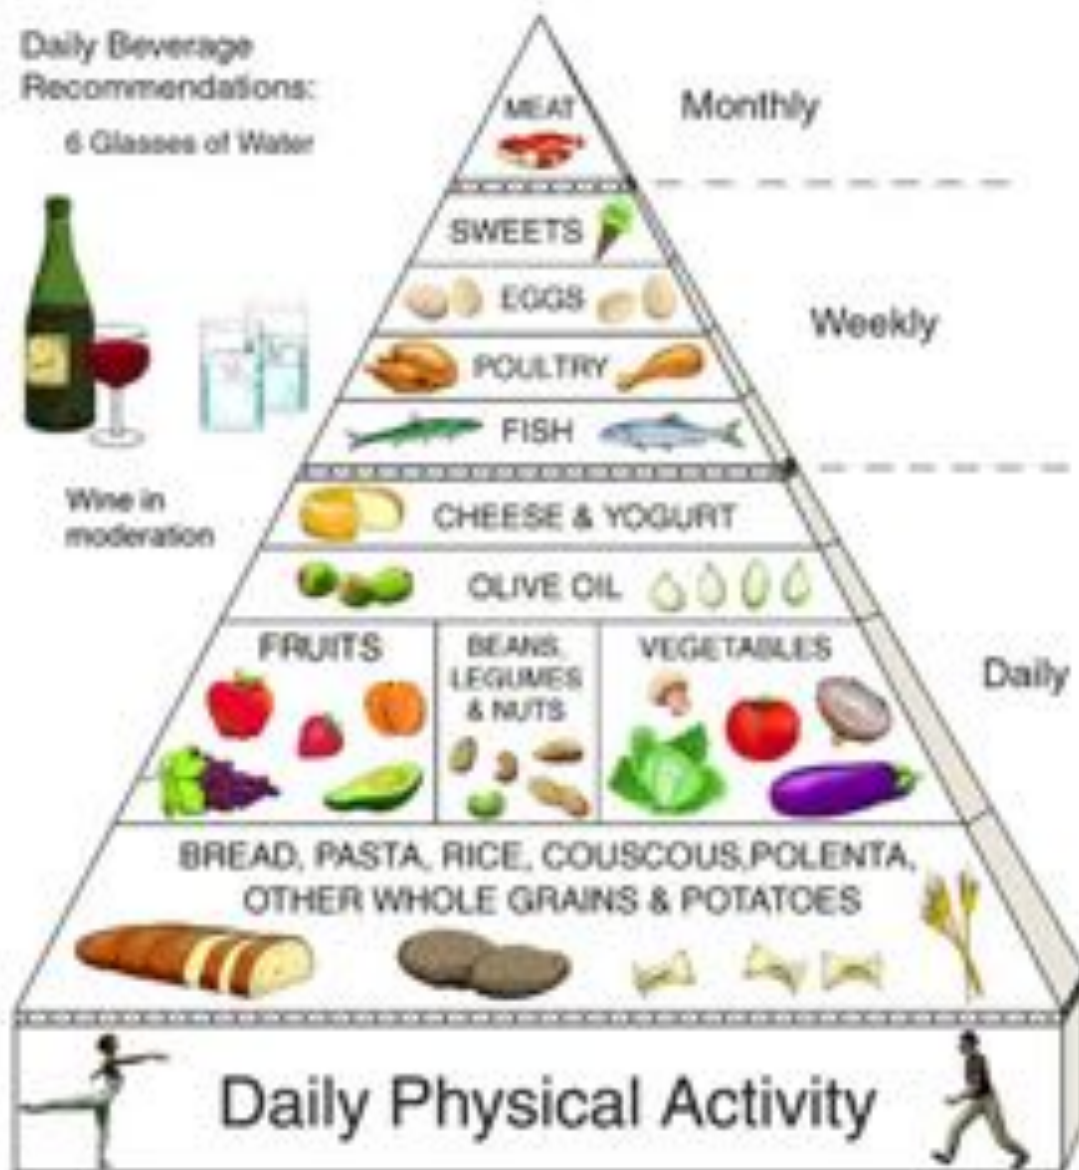 Daily Beverage
Recommendations:
6 Glasses of Water
Wine in
moderation
MEAT
Monthly
SWEETS
EGGS
POULTRY
FISH
Weekly
CHEESE & YOGURT
OLIVE OIL
FRUITS
BEANS,
LEGUMES
& NUTS
VEGETABLES
Daily
BREAD, PASTA, RICE, COUSCOUS,POLENTA,
OTHER WHOLE GRAINS & POTATOES
Daily Physical Activity